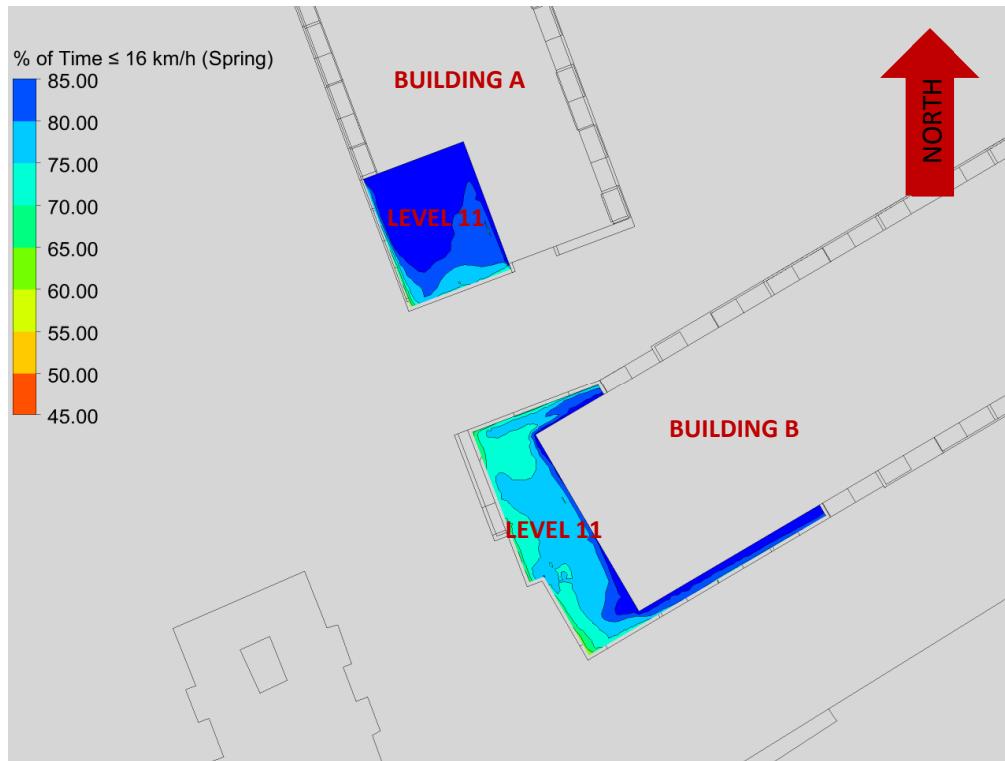 % of Time ≤ 16 km/h (Spring)
85.00
80.00
75.00
70.00
65.00
60.00
55.00
50.00
45.00
BUILDING A
NORTH
LEVEL 11
BUILDING B
LEVEL 11